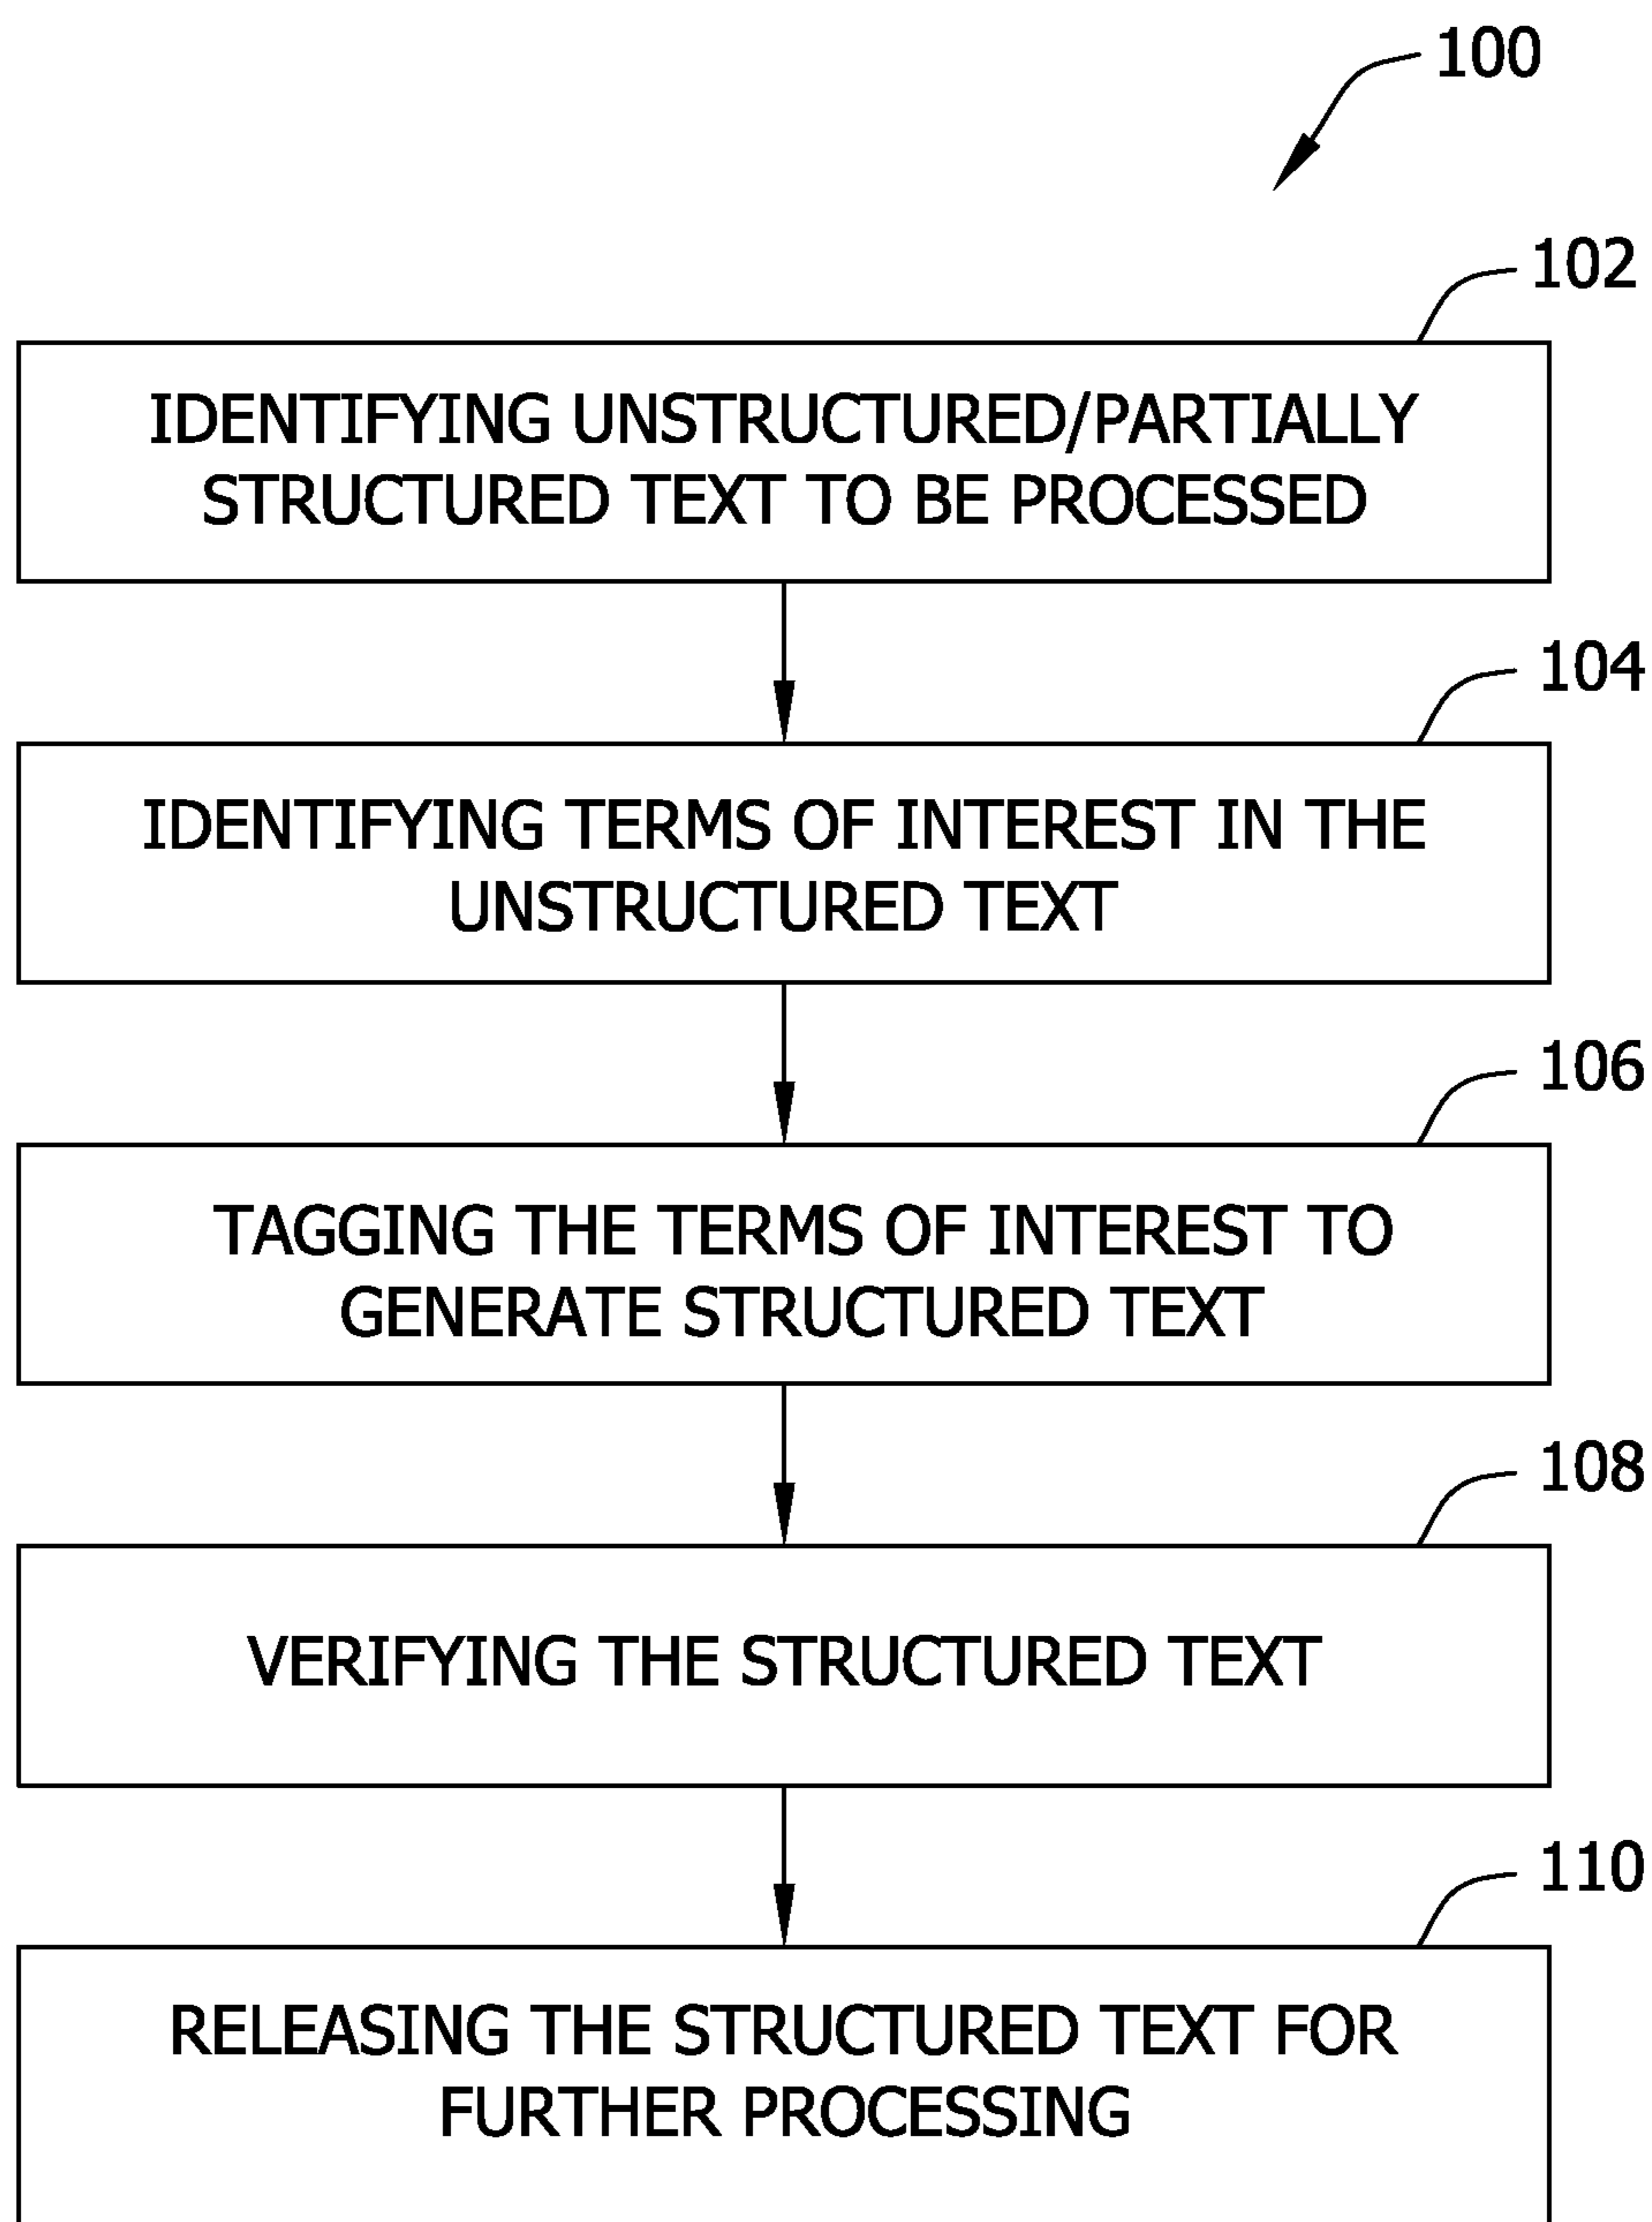 100
102
IDENTIFYING UNSTRUCTURED/PARTIALLY
STRUCTURED TEXT TO BE PROCESSED
104
IDENTIFYING TERMS OF INTEREST IN THE
UNSTRUCTURED TEXT
106
TAGGING THE TERMS OF INTEREST TO
GENERATE STRUCTURED TEXT
108
VERIFYING THE STRUCTURED TEXT
110
RELEASING THE STRUCTURED TEXT FOR
FURTHER PROCESSING